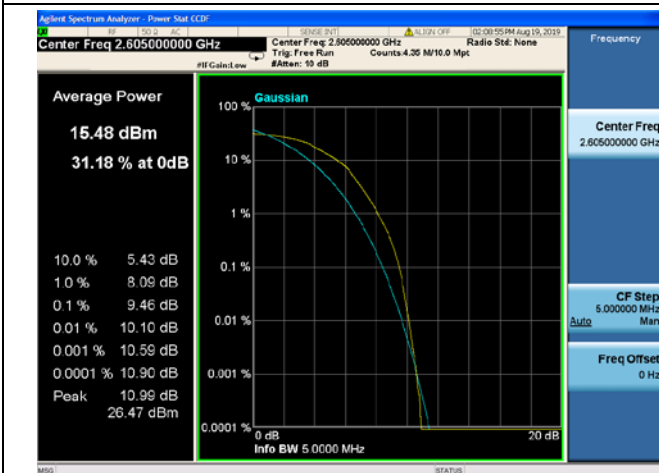 Agilent Spectrum Analyzer - Power Stat CCDF
RF 50 Ω AC SENSE:INT ALIGN OFF 02:08:55 PM Aug 19, 2019
Center Freq 2.605000000 GHz
Center Freq: 2.605000000 GHz Radio Std: None
Trig: Free Run Counts:4.35 M/10.0 Mpt
#IFGain:Low #Atten: 10 dB
Frequency
Average Power
15.48 dBm
31.18 % at 0dB
10.0 % 5.43 dB
1.0 % 8.09 dB
0.1 % 9.46 dB
0.01 % 10.10 dB
0.001 % 10.59 dB
0.0001 % 10.90 dB
Peak 10.99 dB
26.47 dBm
Gaussian
100 %
10 %
1 %
0.1 %
0.01 %
0.001 %
0.0001 %
0 dB 20 dB
Info BW 5.0000 MHz
Center Freq
2.605000000 GHz
CF Step
5.000000 MHz
Auto Man
Freq Offset
0 Hz
MSG STATUS